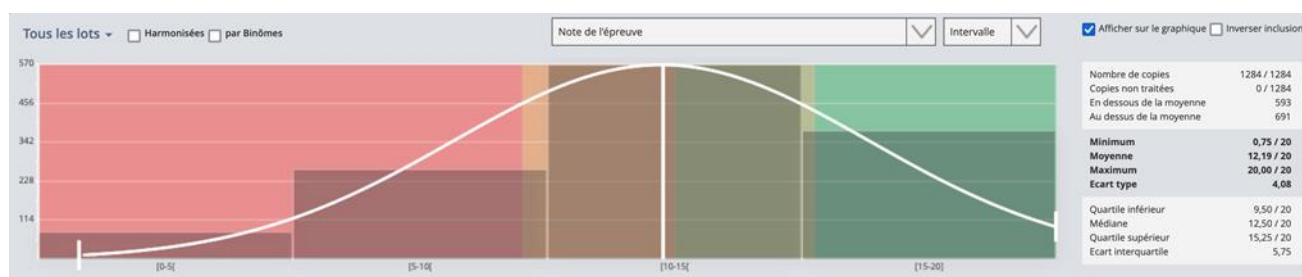 Tous les lots Harmonisées par Binômes Note de l'épreuve Intervalle Afficher sur le graphique Inverser inclusion
570
456
342
228
114
[0-5[ [5-10[ [10-15[ [15-20]
Nombre de copies 1284 / 1284
Copies non traitées 0 / 1284
En dessous de la moyenne 593
Au dessus de la moyenne 691
Minimum 0,75 / 20
Moyenne 12,19 / 20
Maximum 20,00 / 20
Ecart type 4,08
Quartile inférieur 9,50 / 20
Médiane 12,50 / 20
Quartile supérieur 15,25 / 20
Ecart interquartile 5,75